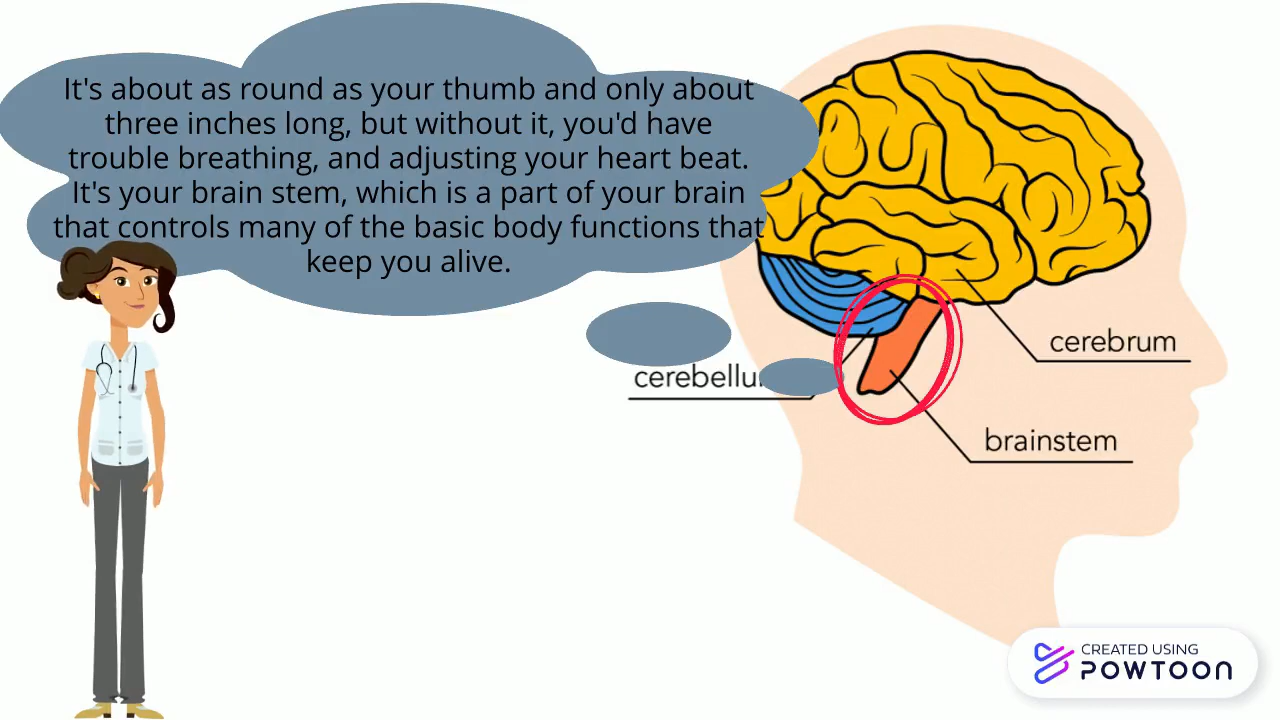 It's about as round as your thumb and only about
three inches long, but without it, you'd have
trouble breathing, and adjusting your heart beat.
It's your brain stem, which is a part of your brain
that controls many of the basic body functions that
keep you alive.
cerebrum
brainstem
CREATED USING
POWTOON